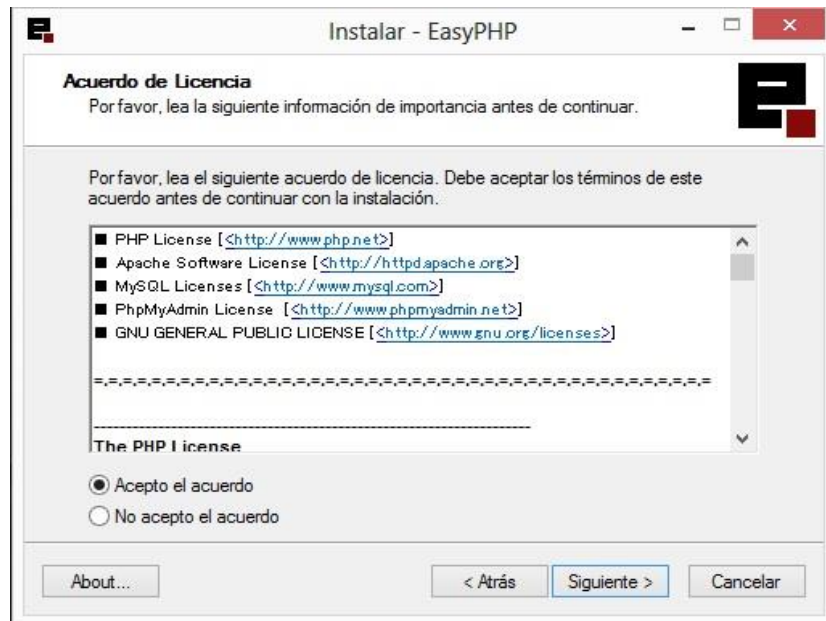 Instalar - EasyPHP
Acuerdo de Licencia
Por favor, lea la siguiente información de importancia antes de continuar.
Por favor, lea el siguiente acuerdo de licencia. Debe aceptar los términos de este
acuerdo antes de continuar con la instalación.
■ PHP License [<http://www.php.net>]
■ Apache Software License [<http://httpd.apache.org>]
■ MySQL Licenses [<http://www.mysql.com>]
■ PhpMyAdmin License [<http://www.phpmyadmin.net>]
■ GNU GENERAL PUBLIC LICENSE [<http://www.gnu.org/licenses>]
=,=,=,=,=,=,=,=,=,=,=,=,=,=,=,=,=,=,=,=,=,=,=,=,=,=,=,=,=,=,=,=,=,=,=,=,=,=,=,=,=,=
The PHP License
Acepto el acuerdo
No acepto el acuerdo
About...
< Atrás
Siguiente >
Cancelar